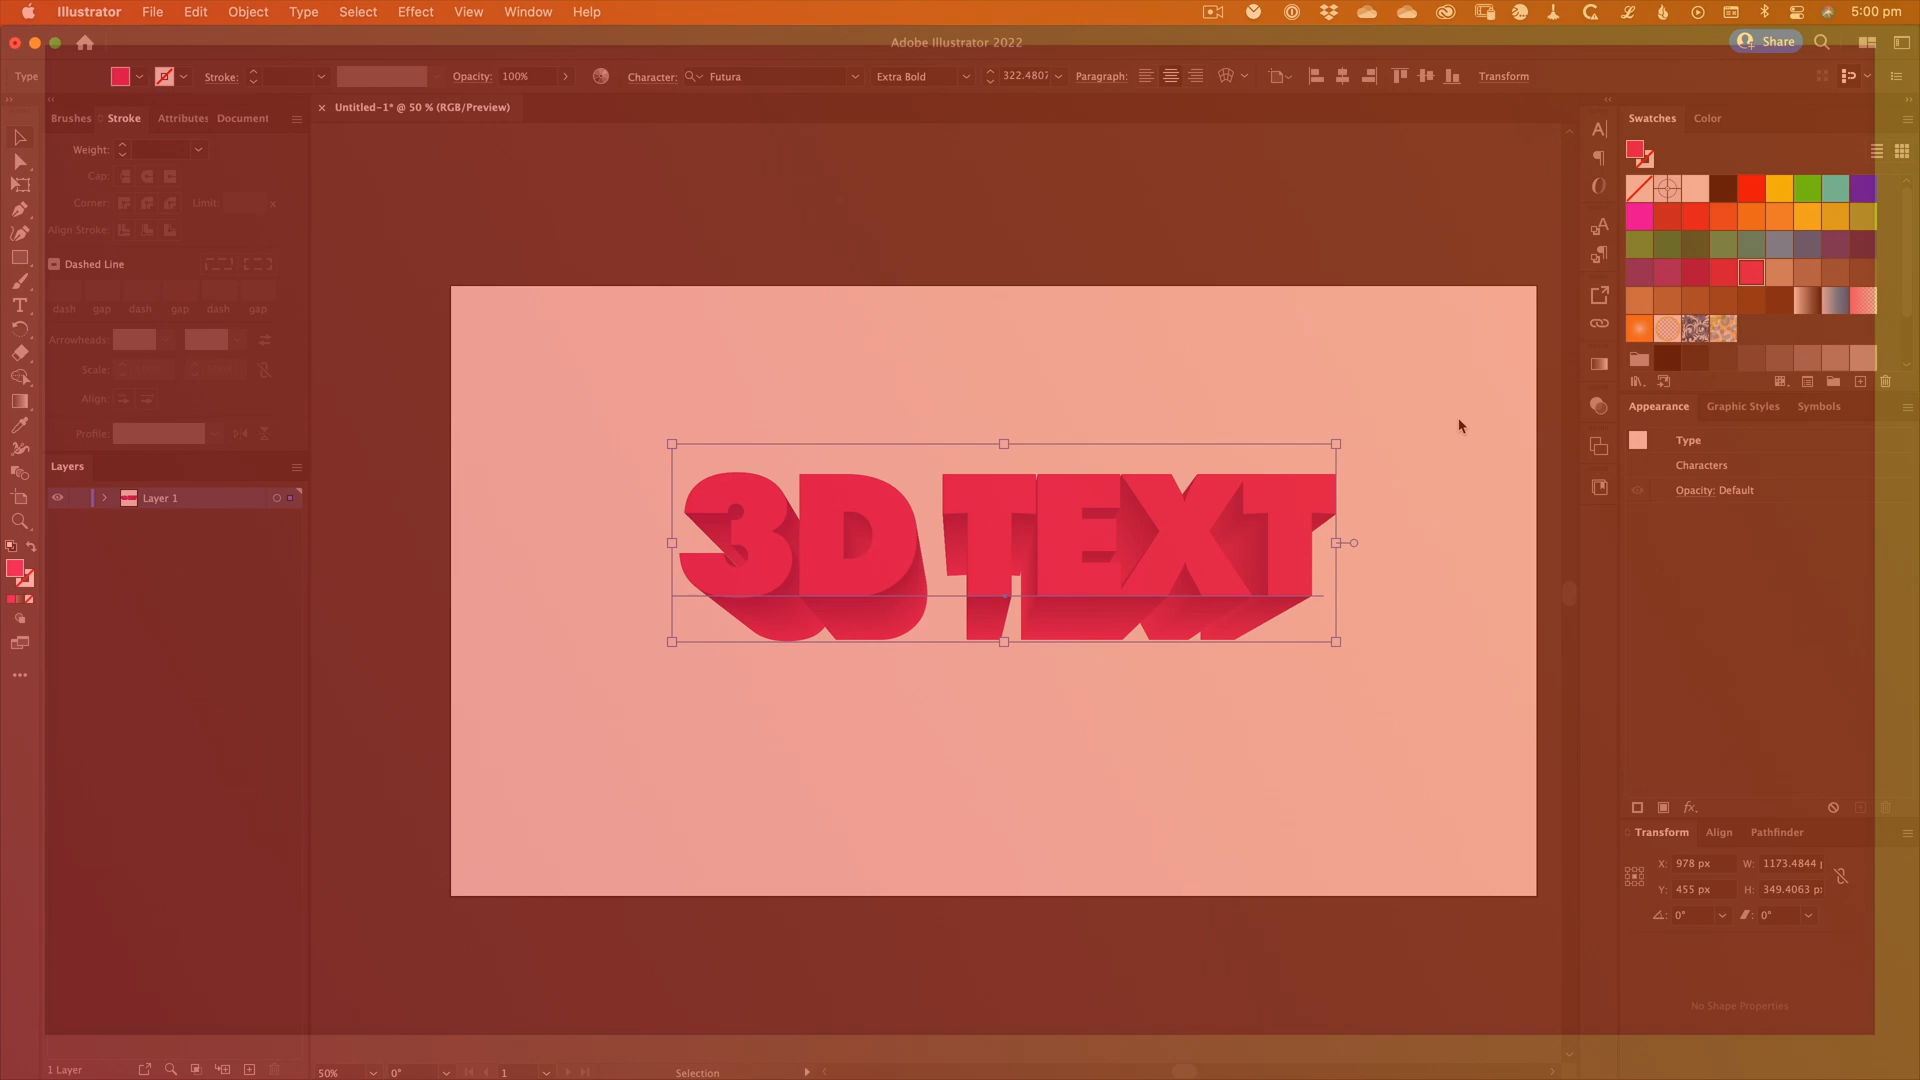 Illustrator File Edit Object Type Select Effect View Window Help 5:00 pm
Adobe Illustrator 2022 Share
Type Stroke: Opacity: 100% Character: Futura Extra Bold Paragraph: Transform
Untitled-1* @ 50 % (RGB/Preview)
Brushes Stroke Attributes Document
Weight:
Cap:
Corner: Limit: x
Align Stroke:
Dashed Line
dash gap dash gap dash gap
Arrowheads:
Scale:
Align:
Profile:
Layers
Layer 1
3D TEXT
Swatches Color
Appearance Graphic Styles Symbols
Type
Characters
Opacity: Default
fx.
Transform Align Pathfinder
X: 978 px W: 1173.4844
Y: 455 px H: 349.4063 p
0° 0°
No Shape Properties
1 Layer 50% 0° 1 Selection